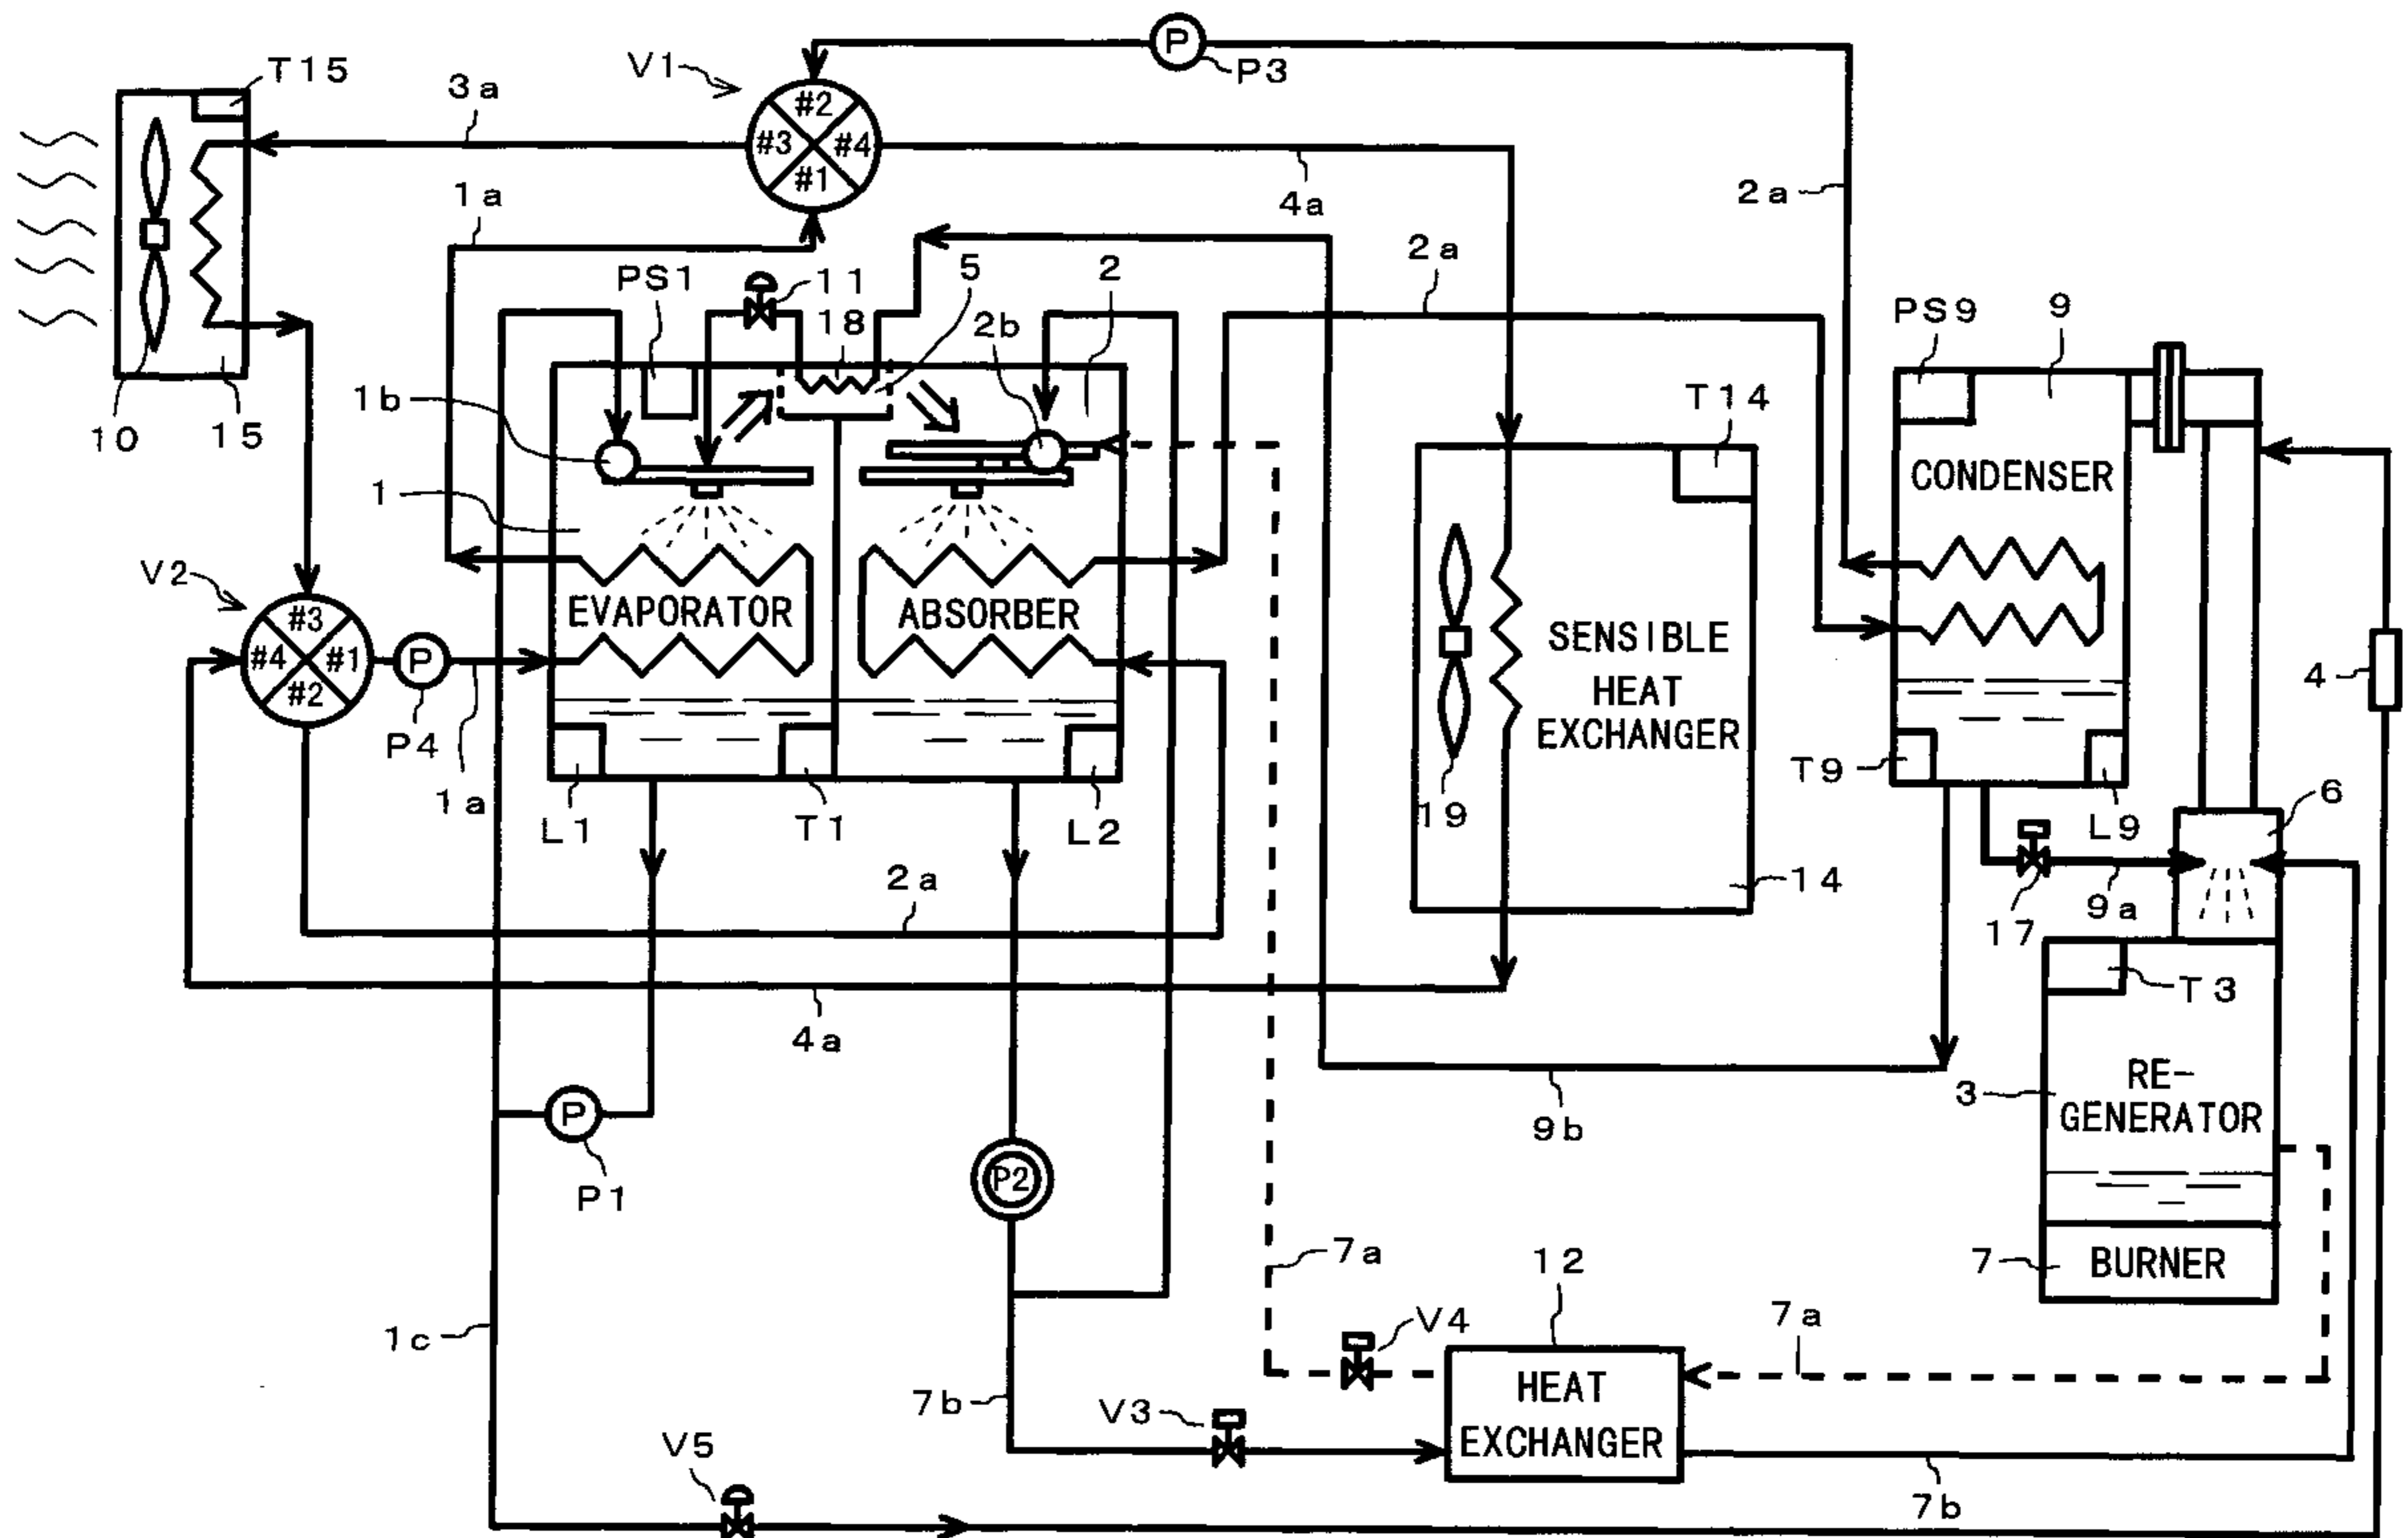 P
P3
V1
T15
3a
#2
#3 #4
#1
1a
4a
2a
2a
PS1
11
5
2
18
2b
PS9
9
1b
T14
10
15
CONDENSER
1
V2
EVAPORATOR
ABSORBER
#3
#4 #1
#2
P
P4
1a
SENSIBLE
HEAT
EXCHANGER
4
T9
L9
6
19
L1
T1
L2
14
2a
17
9a
T3
4a
RE-
GENERATOR
3
9b
P
P1
P2
7a
12
7
BURNER
1c
V4
7a
7b
V3
HEAT
EXCHANGER
V5
7b